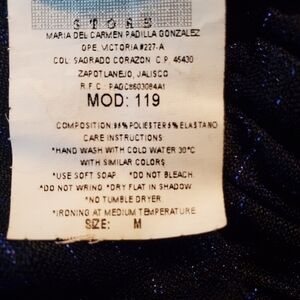 STORE
MARIA DEL CARMEN PADILLA GONZALEZ
GPE. VICTORIA #227-A
COL. SAGRADO CORAZON C.P. 45430
ZAPOTLANEJO, JALISCO
R.F.C. PAGC8603084A1
MOD: 119
COMPOSITION 95% POLIESTER 5% ELASTANO
CARE INSTRUCTIONS:
*HAND WASH WITH COLD WATER 30°C
WITH SIMILAR COLORS.
*USE SOFT SOAP *DO NOT BLEACH.
*DO NOT WRING *DRY FLAT IN SHADOW
*NO TUMBLE DRYER
*IRONING AT MEDIUM TEMPERATURE
SIZE: M